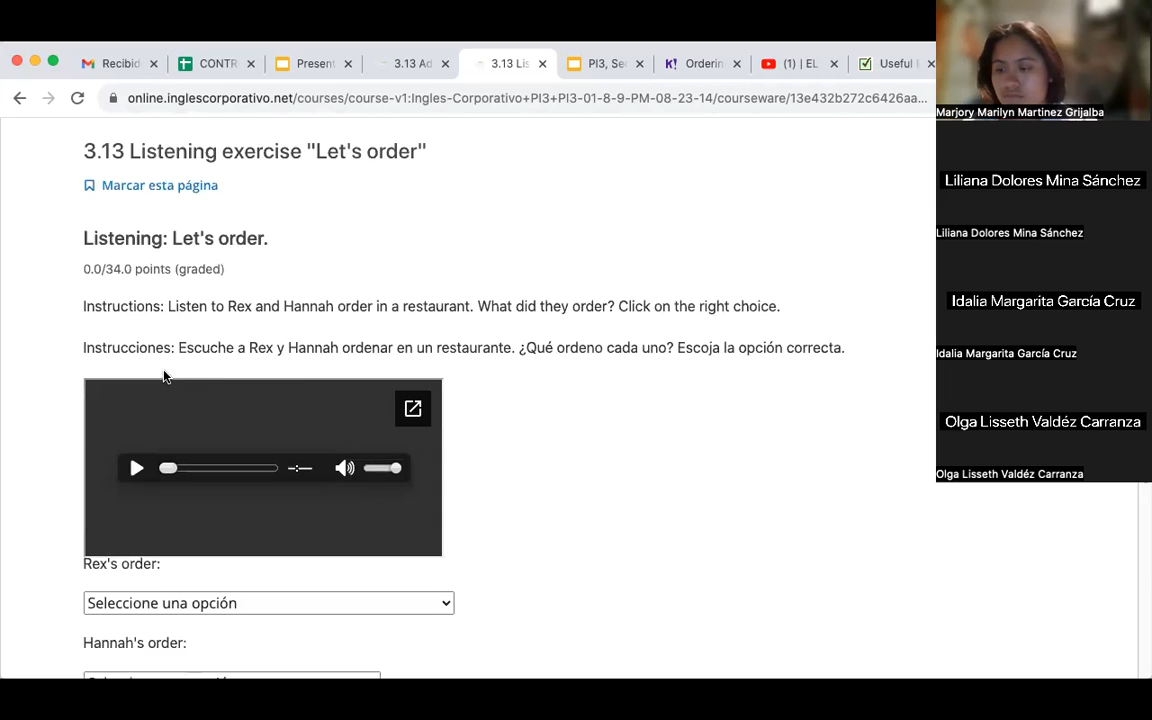 Recibid
CONTR
Present
3.13 Ad
3.13 Lis
PI3, Se
Orderin
(1) | EL
Useful
online.inglescorporativo.net/courses/course-v1:Ingles-Corporativo+PI3+PI3-01-8-9-PM-08-23-14/courseware/13e432b272c6426aa...
3.13 Listening exercise "Let's order"
Marcar esta página
Listening: Let's order.
0.0/34.0 points (graded)
Instructions: Listen to Rex and Hannah order in a restaurant. What did they order? Click on the right choice.
Instrucciones: Escuche a Rex y Hannah ordenar en un restaurante. ¿Qué ordeno cada uno? Escoja la opción correcta.
-:--
Rex's order:
Seleccione una opción
Hannah's order:
Marjory Marilyn Martinez Grijalba
Liliana Dolores Mina Sánchez
Liliana Dolores Mina Sánchez
Idalia Margarita García Cruz
Idalia Margarita García Cruz
Olga Lisseth Valdéz Carranza
Olga Lisseth Valdéz Carranza